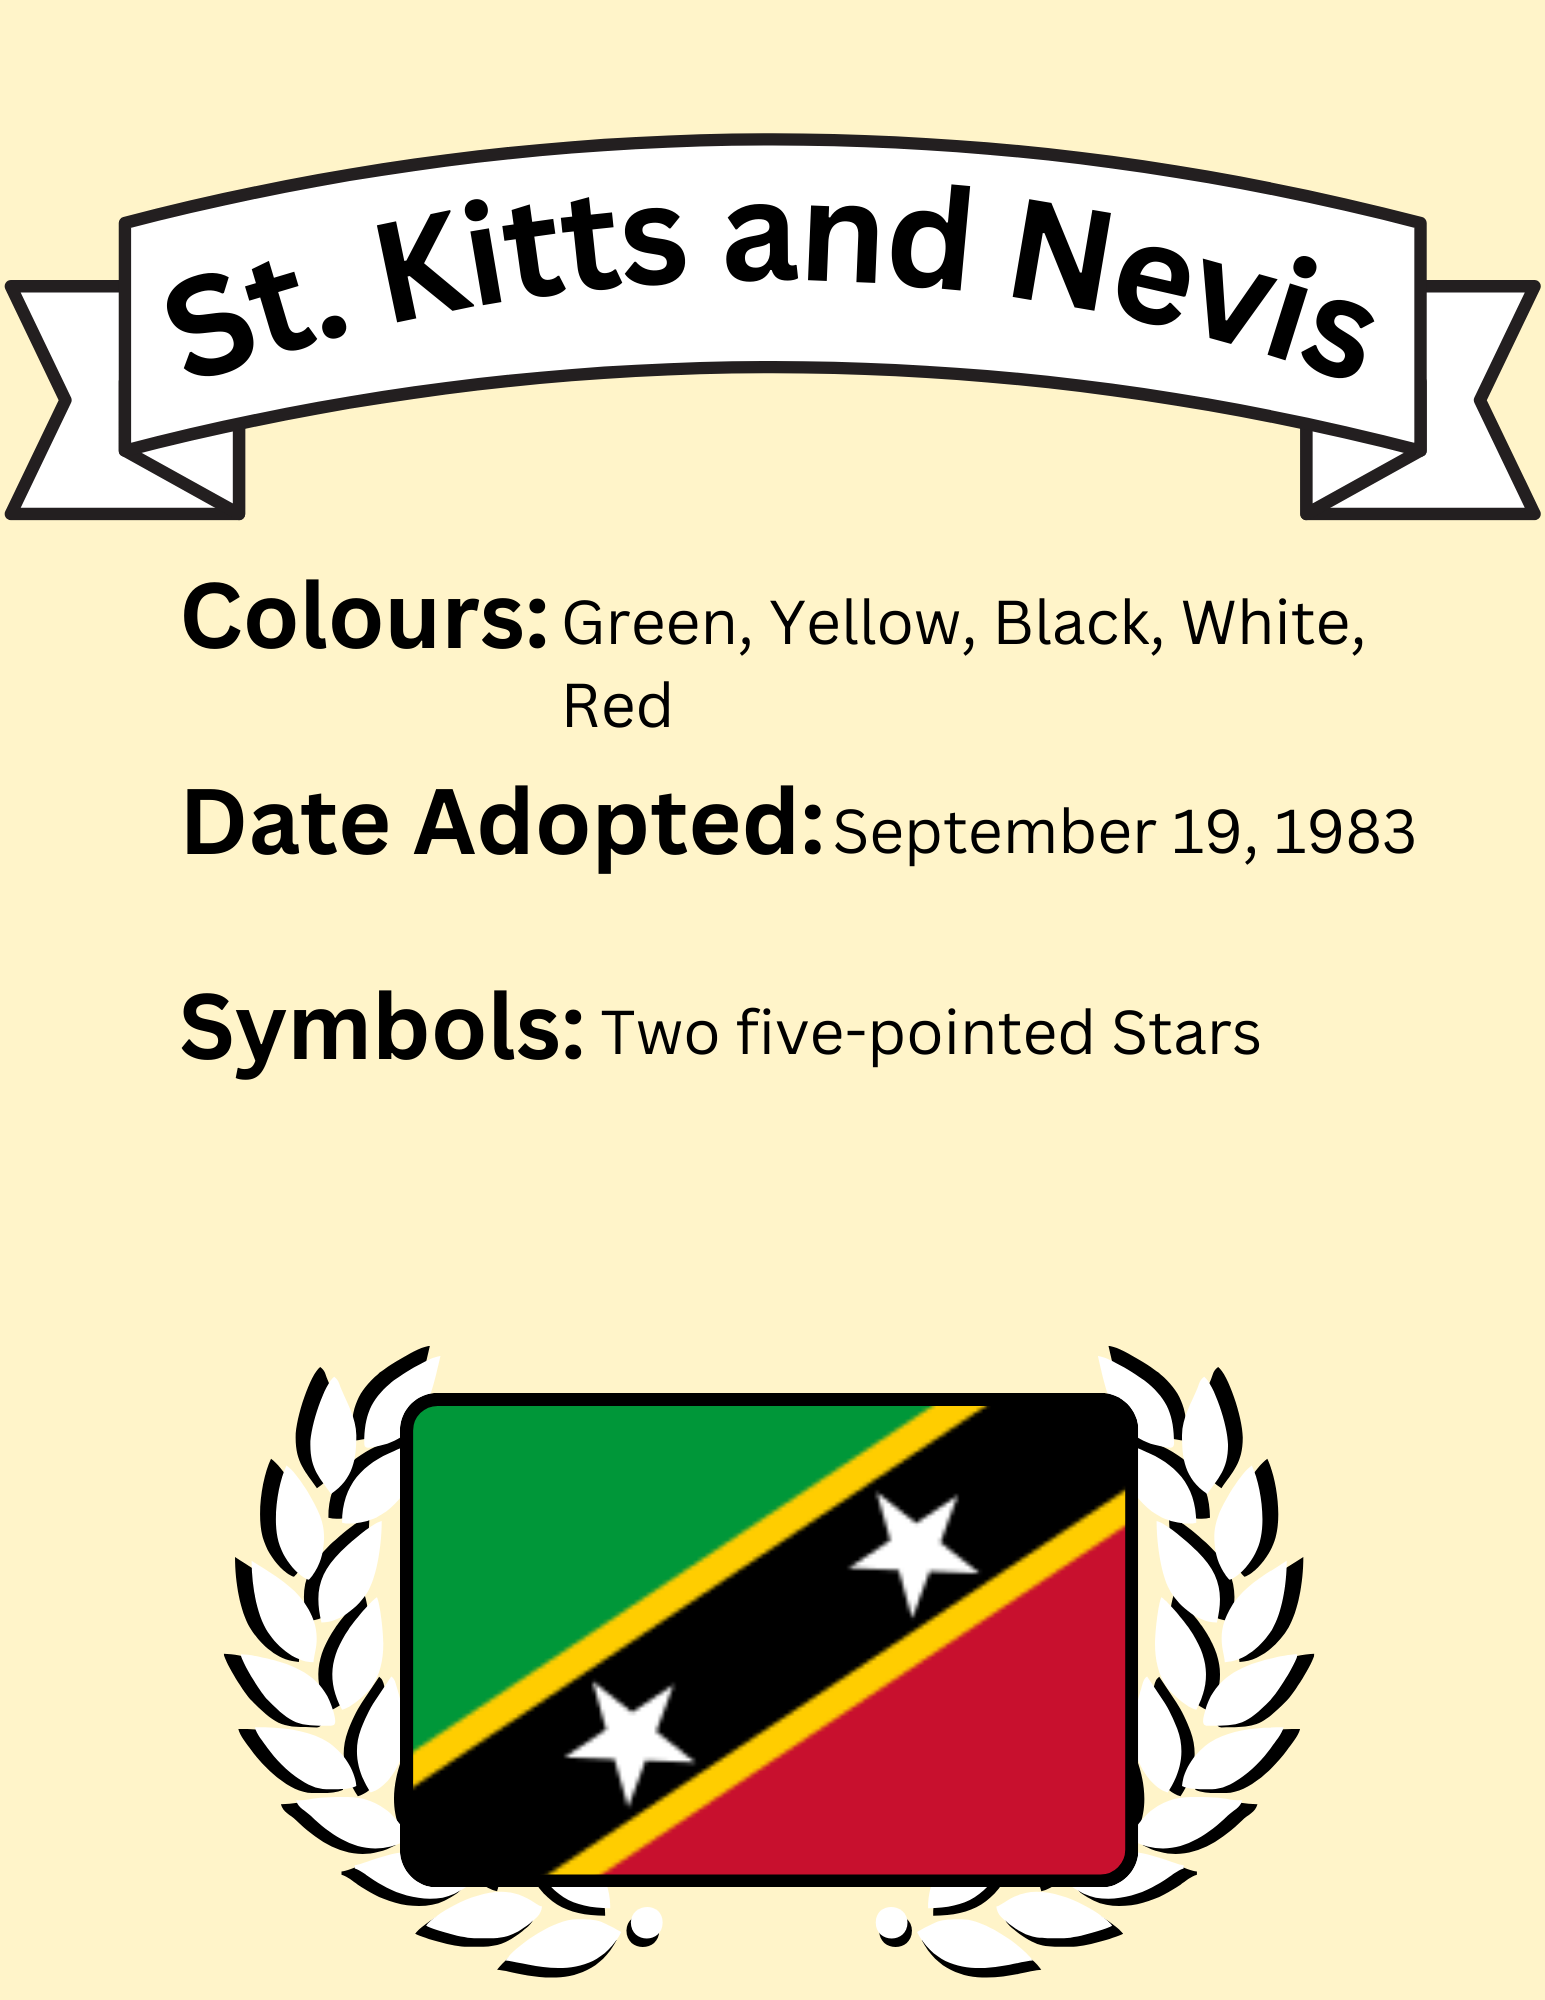 St. Kitts and Nevis
Colours: Green, Yellow, Black, White,
Red
Date Adopted: September 19, 1983
Symbols: Two five-pointed Stars